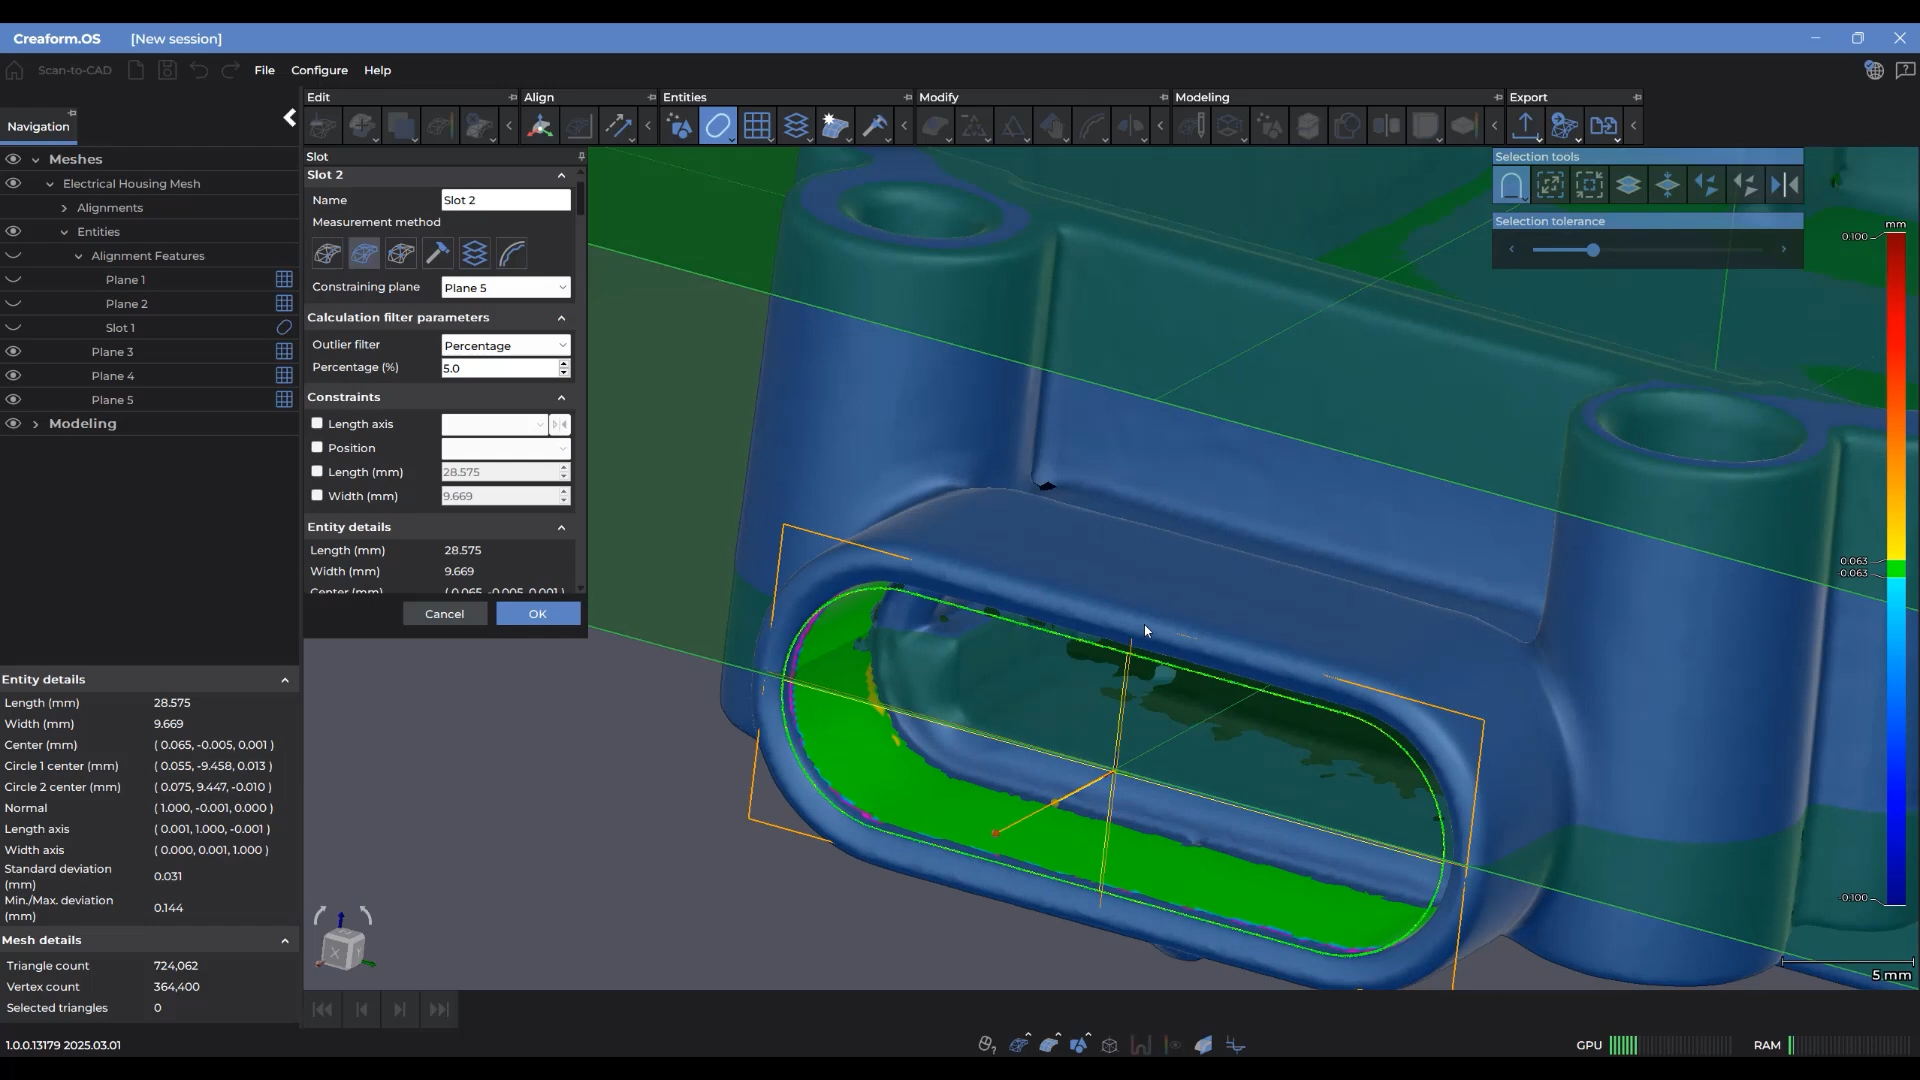 Creaform.OS [New session]
Scan-to-CAD File Configure Help
Edit Align Entities Modify Modeling Export
Navigation
Meshes
Electrical Housing Mesh
Alignments
Entities
Alignment Features
Plane 1
Plane 2
Slot 1
Plane 3
Plane 4
Plane 5
Modeling
Slot
Slot 2
Name Slot 2
Measurement method
Constraining plane Plane 5
Calculation filter parameters
Outlier filter Percentage
Percentage (%) 5.0
Constraints
Length axis
Position
Length (mm) 28.575
Width (mm) 9.669
Entity details
Length (mm) 28.575
Width (mm) 9.669
Center (mm) ( 0.065, -0.005, 0.001 )
Cancel OK
Selection tools
Selection tolerance
mm
0.100
0.063
-0.063
-0.100
5 mm
Entity details
Length (mm) 28.575
Width (mm) 9.669
Center (mm) ( 0.065, -0.005, 0.001 )
Circle 1 center (mm) ( 0.055, -9.458, 0.013 )
Circle 2 center (mm) ( 0.075, 9.447, -0.010 )
Normal ( 1.000, -0.001, 0.000 )
Length axis ( 0.001, 1.000, -0.001 )
Width axis ( 0.000, 0.001, 1.000 )
Standard deviation
(mm) 0.031
Min./Max. deviation
(mm) 0.144
Mesh details
Triangle count 724,062
Vertex count 364,400
Selected triangles 0
X
1.0.0.13179 2025.03.01
GPU RAM